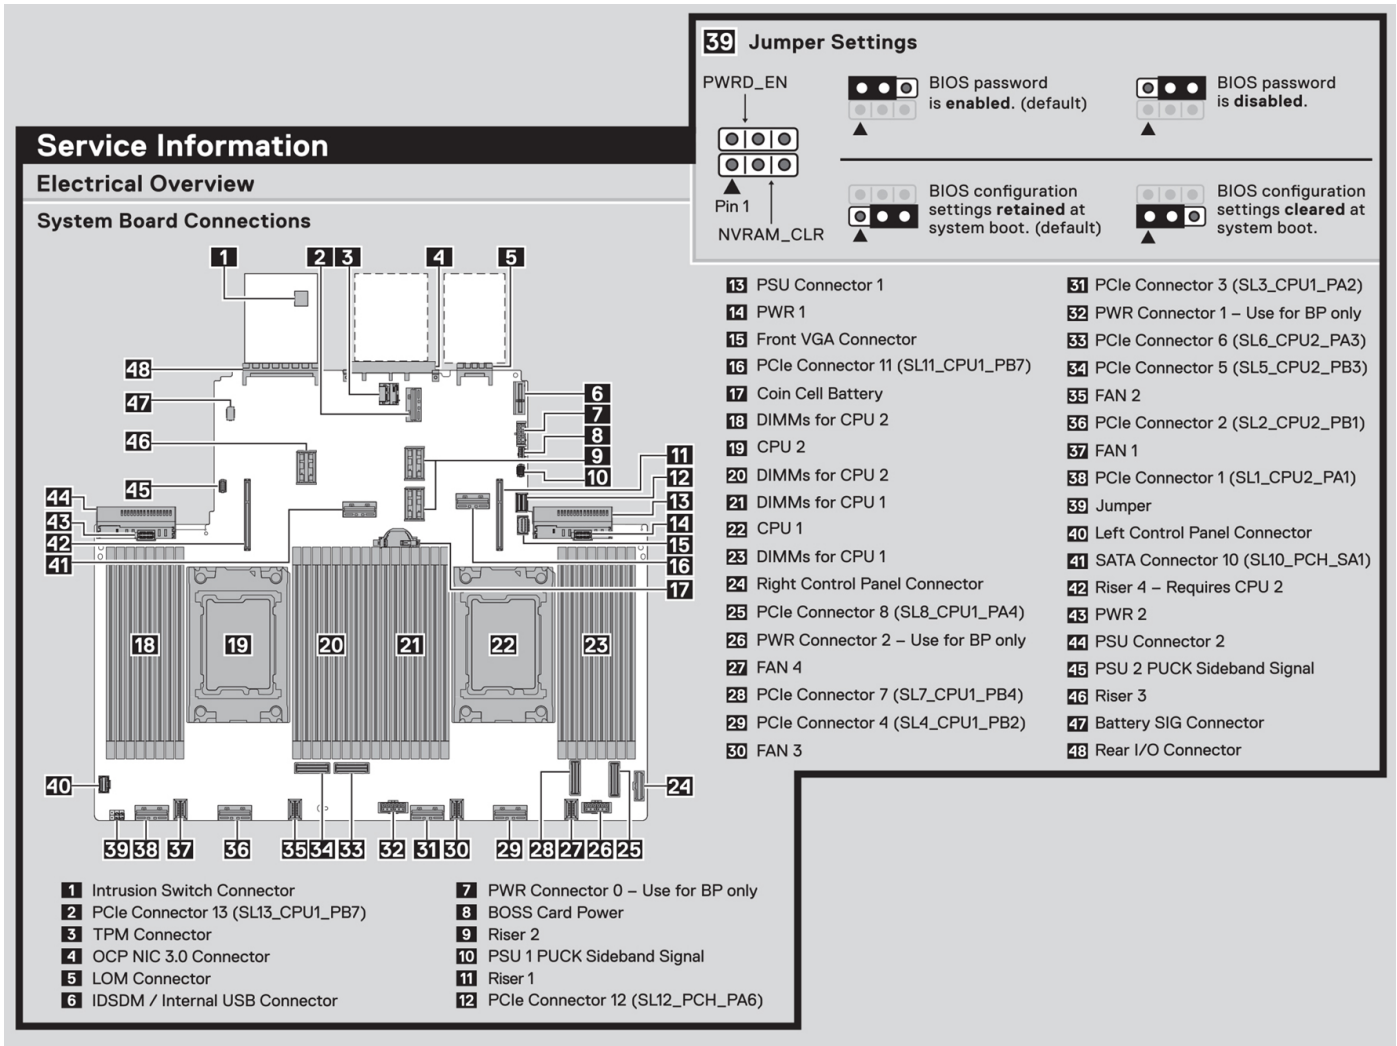 39 Jumper Settings
PWRD_EN
Pin 1
NVRAM_CLR
BIOS password
is enabled. (default)
BIOS password
is disabled.
BIOS configuration
settings retained at
system boot. (default)
BIOS configuration
settings cleared at
system boot.
Service Information
Electrical Overview
System Board Connections
1
2
3
4
5
48
47
46
45
44
43
42
41
6
7
8
9
10
11
12
13
14
15
16
17
18
19
20
21
22
23
40
24
39
38
37
36
35
34
33
32
31
30
29
28
27
26
25
1 Intrusion Switch Connector
2 PCIe Connector 13 (SL13_CPU1_PB7)
3 TPM Connector
4 OCP NIC 3.0 Connector
5 LOM Connector
6 IDSDM / Internal USB Connector
7 PWR Connector 0 – Use for BP only
8 BOSS Card Power
9 Riser 2
10 PSU 1 PUCK Sideband Signal
11 Riser 1
12 PCIe Connector 12 (SL12_PCH_PA6)
13 PSU Connector 1
14 PWR 1
15 Front VGA Connector
16 PCIe Connector 11 (SL11_CPU1_PB7)
17 Coin Cell Battery
18 DIMMs for CPU 2
19 CPU 2
20 DIMMs for CPU 2
21 DIMMs for CPU 1
22 CPU 1
23 DIMMs for CPU 1
24 Right Control Panel Connector
25 PCIe Connector 8 (SL8_CPU1_PA4)
26 PWR Connector 2 – Use for BP only
27 FAN 4
28 PCIe Connector 7 (SL7_CPU1_PB4)
29 PCIe Connector 4 (SL4_CPU1_PB2)
30 FAN 3
31 PCIe Connector 3 (SL3_CPU1_PA2)
32 PWR Connector 1 – Use for BP only
33 PCIe Connector 6 (SL6_CPU2_PA3)
34 PCIe Connector 5 (SL5_CPU2_PB3)
35 FAN 2
36 PCIe Connector 2 (SL2_CPU2_PB1)
37 FAN 1
38 PCIe Connector 1 (SL1_CPU2_PA1)
39 Jumper
40 Left Control Panel Connector
41 SATA Connector 10 (SL10_PCH_SA1)
42 Riser 4 – Requires CPU 2
43 PWR 2
44 PSU Connector 2
45 PSU 2 PUCK Sideband Signal
46 Riser 3
47 Battery SIG Connector
48 Rear I/O Connector